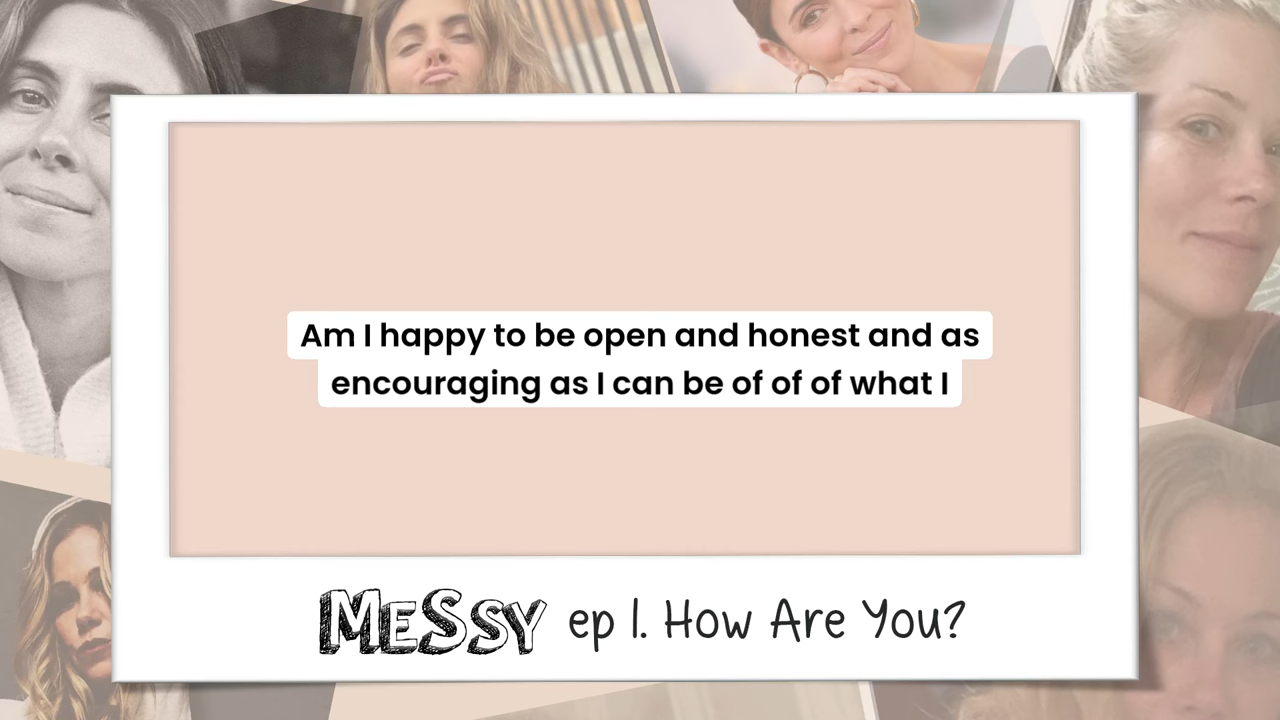 Am I happy to be open and honest and as
encouraging as I can be of of of what I
MeSSy ep 1. How Are You?